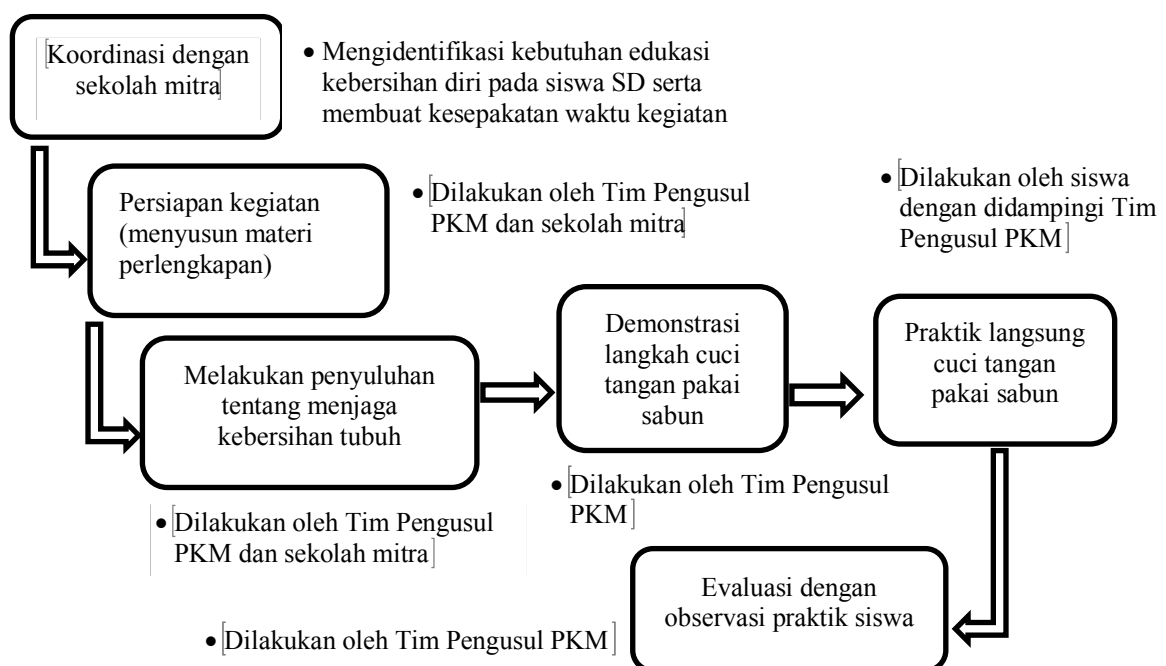 [Koordinasi dengan
sekolah mitra]
• Mengidentifikasi kebutuhan edukasi
kebersihan diri pada siswa SD serta
membuat kesepakatan waktu kegiatan
Persiapan kegiatan
(menyusun materi
perlengkapan)
• [Dilakukan oleh Tim Pengusul
PKM dan sekolah mitra]
Melakukan penyuluhan
tentang menjaga
kebersihan tubuh
• [Dilakukan oleh Tim Pengusul
PKM dan sekolah mitra]
Demonstrasi
langkah cuci
tangan pakai
sabun
• [Dilakukan oleh Tim Pengusul
PKM]
• [Dilakukan oleh siswa
dengan didampingi Tim
Pengusul PKM]
Praktik langsung
cuci tangan
pakai sabun
Evaluasi dengan
observasi praktik siswa
• [Dilakukan oleh Tim Pengusul PKM]